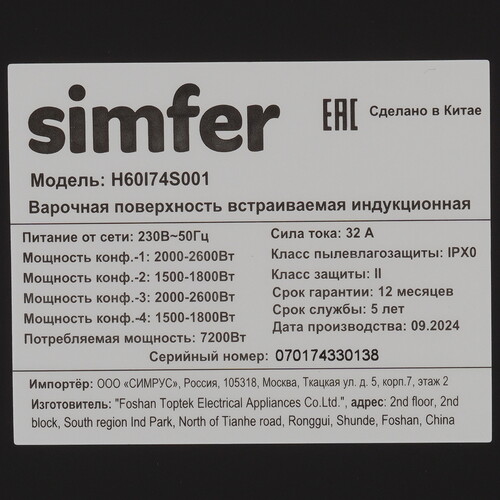 simfer
EAC Сделано в Китае
Модель: H60I74S001
Варочная поверхность встраиваемая индукционная
Питание от сети: 230В~50Гц
Мощность конф.-1: 2000-2600Вт
Мощность конф.-2: 1500-1800Вт
Мощность конф.-3: 2000-2600Вт
Мощность конф.-4: 1500-1800Вт
Потребляемая мощность: 7200Вт
Сила тока: 32 А
Класс пылевлагозащиты: IPX0
Класс защиты: II
Срок гарантии: 12 месяцев
Срок службы: 5 лет
Дата производства: 09.2024
Серийный номер: 070174330138
Импортёр: ООО «СИМРУС», Россия, 105318, Москва, Ткацкая ул. д. 5, корп.7, этаж 2
Изготовитель: "Foshan Toptek Electrical Appliances Co.Ltd.", адрес: 2nd floor, 2nd
block, South region Ind Park, North of Tianhe road, Ronggui, Shunde, Foshan, China